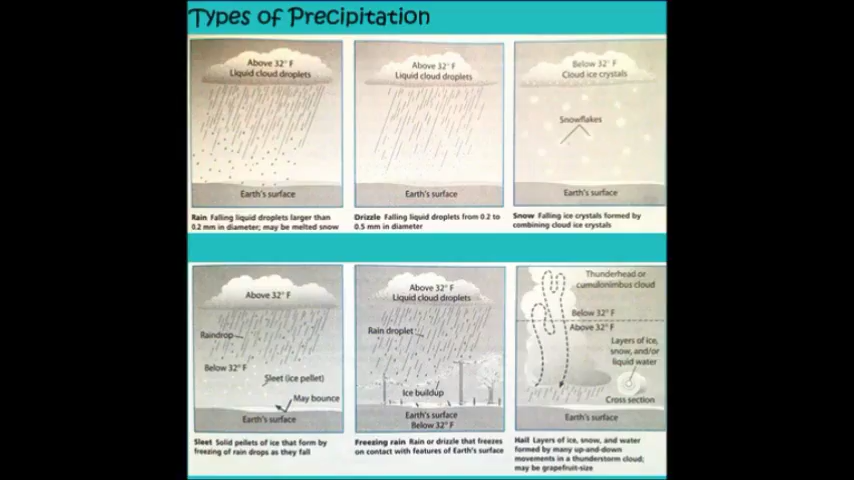 Types of Precipitation
Above 32° F
Liquid cloud droplets
Earth's surface
Rain Falling liquid droplets larger than
0.2 mm in diameter; may be melted snow
Above 32° F
Liquid cloud droplets
Earth's surface
Drizzle Falling liquid droplets from 0.2 to
0.5 mm in diameter
Below 32° F
Cloud ice crystals
Snowflakes
Earth's surface
Snow Falling ice crystals formed by
combining cloud ice crystals
Above 32° F
Raindrop
Below 32° F
Sleet (ice pellet)
May bounce
Earth's surface
Sleet Solid pellets of ice that form by
freezing of rain drops as they fall
Above 32° F
Liquid cloud droplets
Rain droplet
Ice buildup
Earth's surface
Below 32° F
Freezing rain Rain or drizzle that freezes
on contact with features of Earth's surface
Thunderhead or
cumulonimbus cloud
Below 32° F
Above 32° F
Layers of ice,
snow, and/or
liquid water
Cross section
Earth's surface
Hail Layers of ice, snow, and water
formed by many up-and-down
movements in a thunderstorm cloud;
may be grapefruit-size